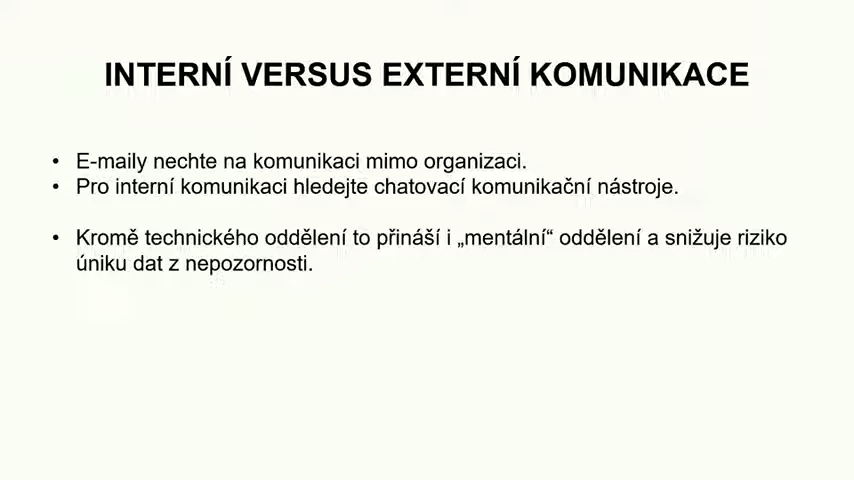 INTERNÍ VERSUS EXTERNÍ KOMUNIKACE
• E-maily nechte na komunikaci mimo organizaci.
• Pro interní komunikaci hledejte chatovací komunikační nástroje.
• Kromě technického oddělení to přináší i „mentální“ oddělení a snižuje riziko
úniku dat z nepozornosti.